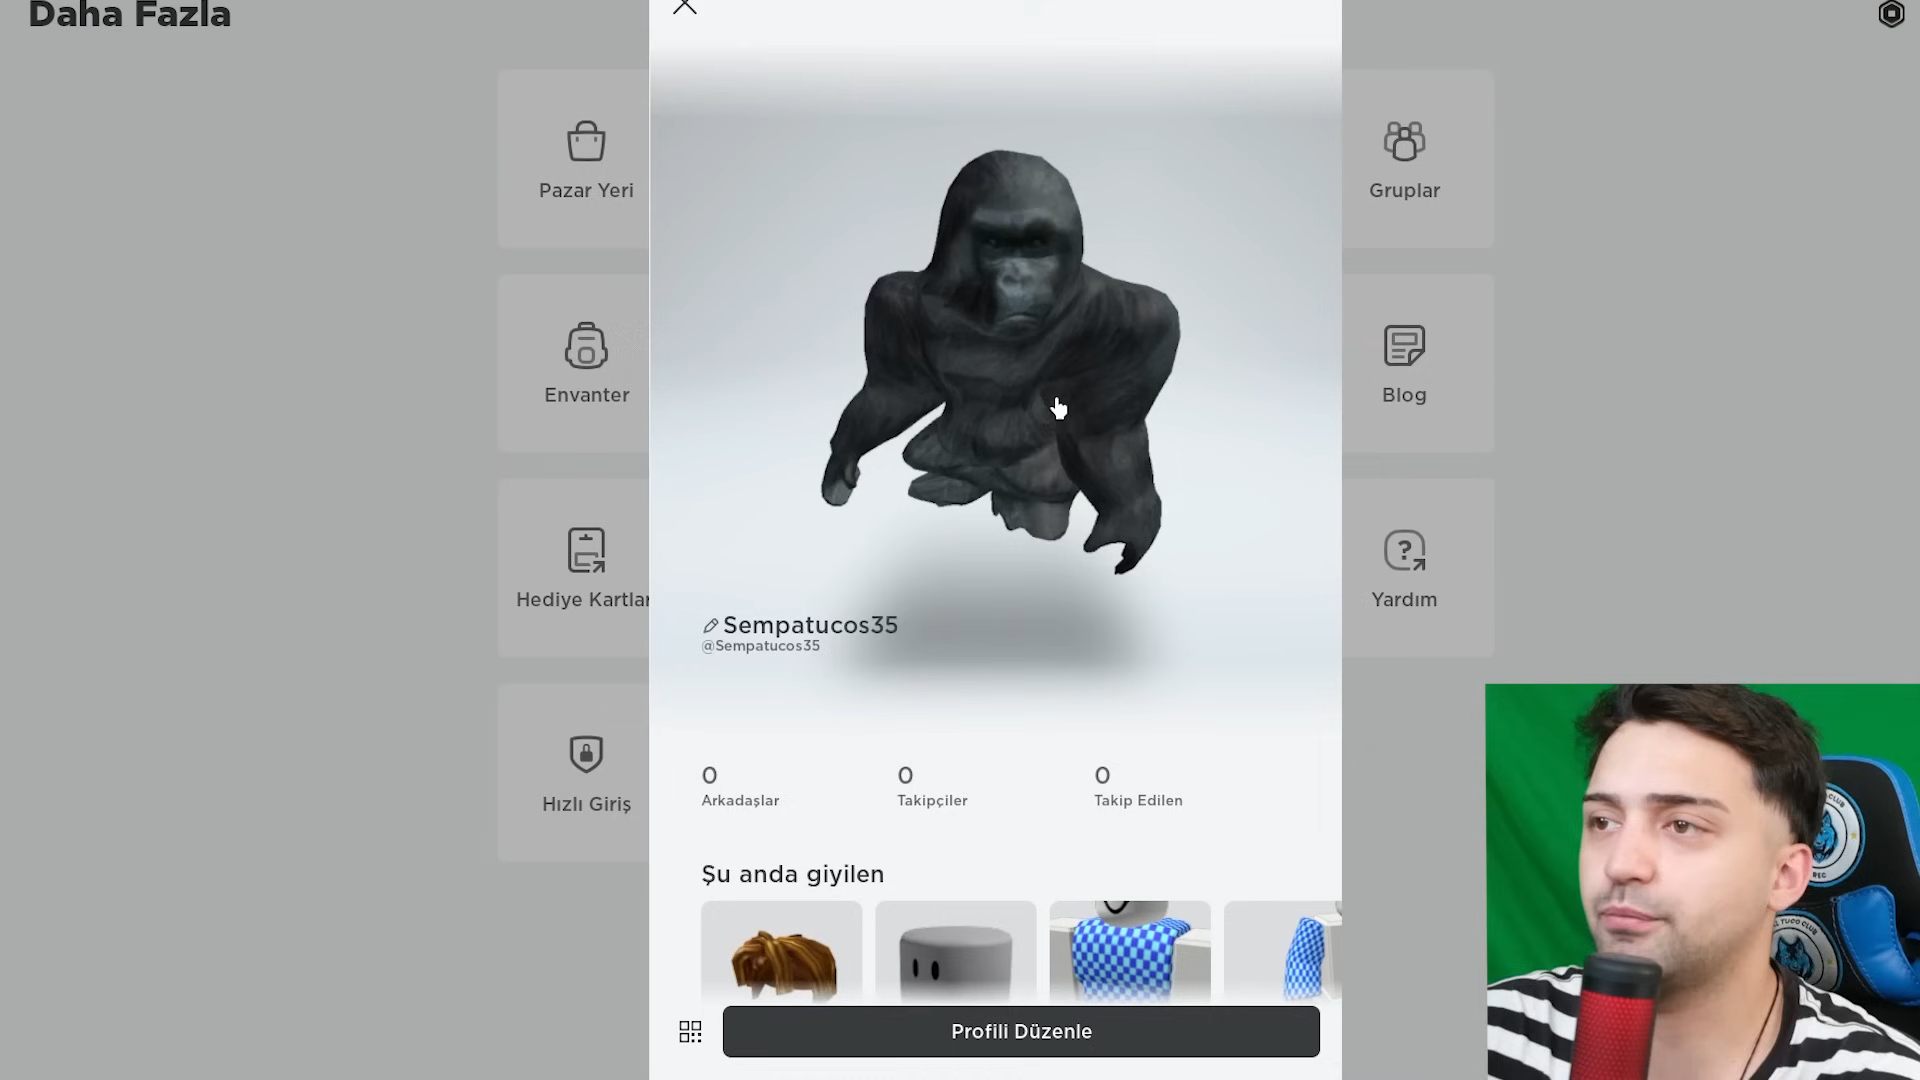 Daha Fazla
Pazar Yeri
Gruplar
Envanter
Blog
Hediye Kartlar
Yardım
Hızlı Giriş
Sempatucos35
@Sempatucos35
0
Arkadaşlar
0
Takipçiler
0
Takip Edilen
Şu anda giyilen
Profili Düzenle